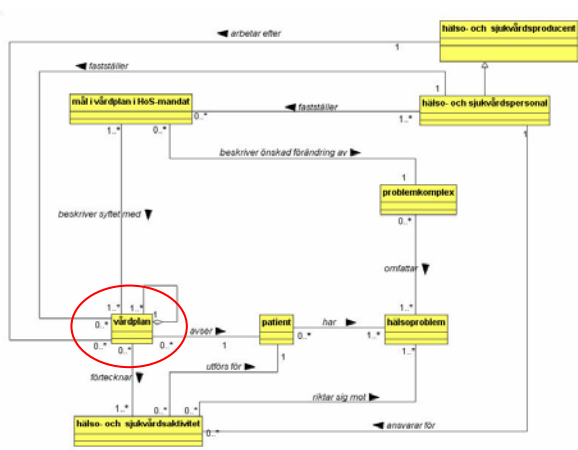 hälso- och sjukvårdsproducent
arbetar efter
1
fastställer
1
mål i vårdplan i HoS-mandat
fastställer
hälso- och sjukvårdspersonal
0..*
1..*
1
1..*
0..*
beskriver önskad förändring av
1
problemkomplex
0..*
beskriver syftet med
omfattar
1..*
1..*
1
1..*
vårdplan
patient
har
hälsoproblem
0..*
avser
0..*
1..*
0..*
0..*
0..*
1
1
1..*
utförs för
förtecknar
riktar sig mot
1..*
0..*
0..*
hälso- och sjukvårdsaktivitet
0..*
ansvarar för